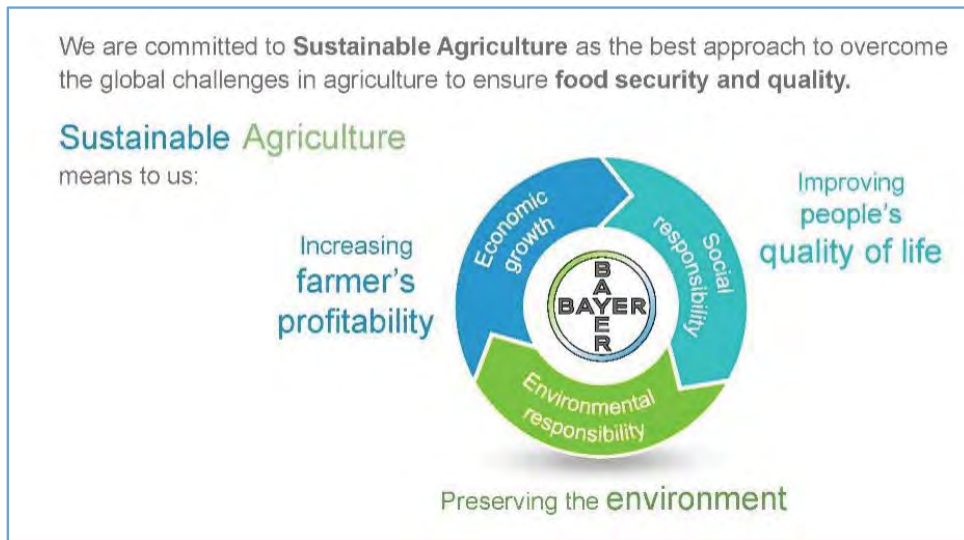 We are committed to Sustainable Agriculture as the best approach to overcome
the global challenges in agriculture to ensure food security and quality.
Sustainable Agriculture
means to us:
Increasing
farmer's
profitability
Economic
growth
Social
responsibility
Improving
people's
quality of life
BAYER
BAYER
Environmental
responsibility
Preserving the environment